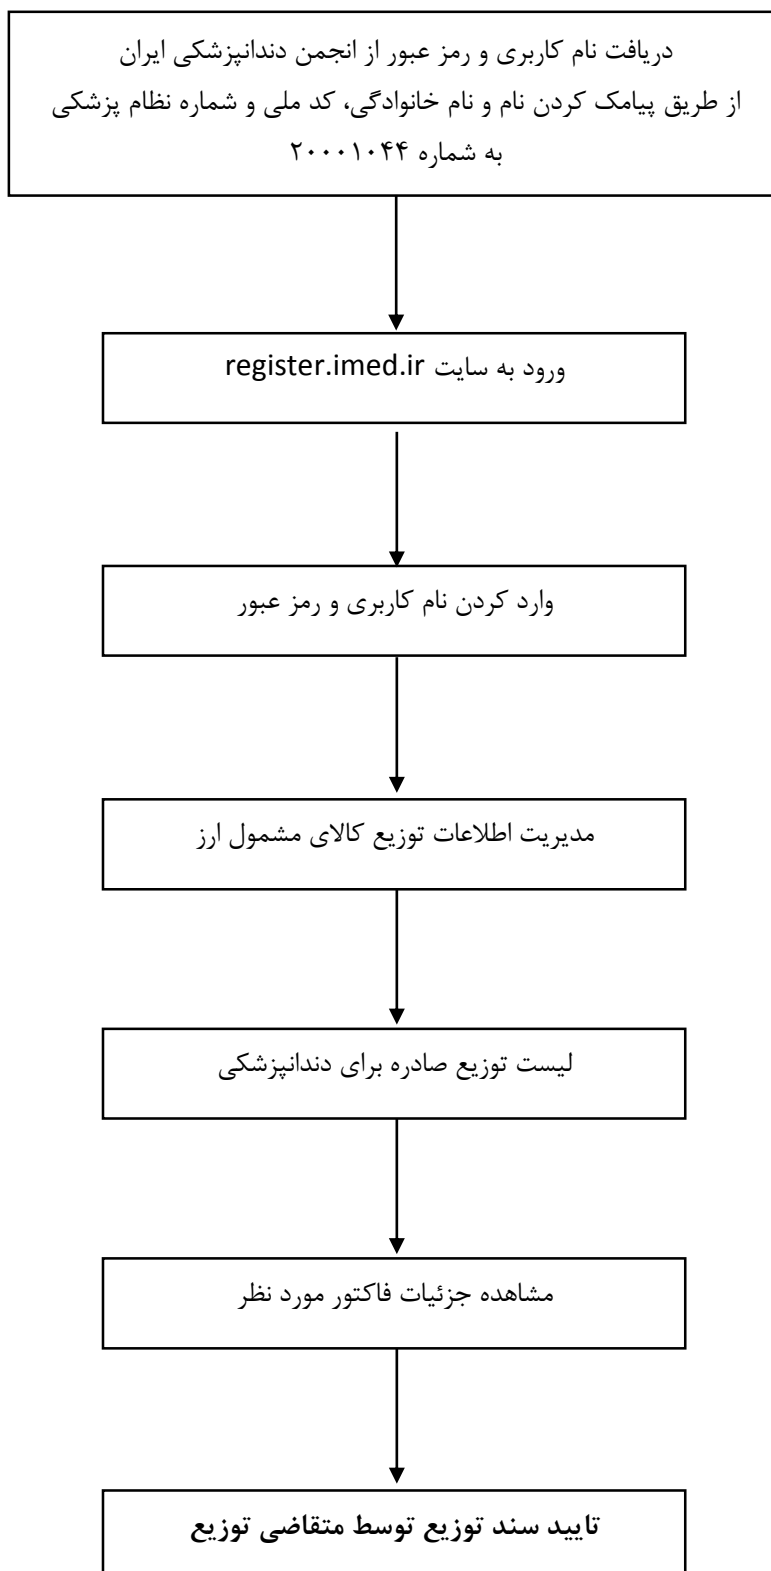 دریافت نام کاربری و رمز عبور از انجمن دندانپزشکی ایران
از طریق پیامک کردن نام و نام خانوادگی، کد ملی و شماره نظام پزشکی
به شماره ۲۰۰۰۱۰۴۴
ورود به سایت register.imed.ir
وارد کردن نام کاربری و رمز عبور
مدیریت اطلاعات توزیع کالای مشمول ارز
لیست توزیع صادره برای دندانپزشکی
مشاهده جزئیات فاکتور مورد نظر
تایید سند توزیع توسط متقاضی توزیع